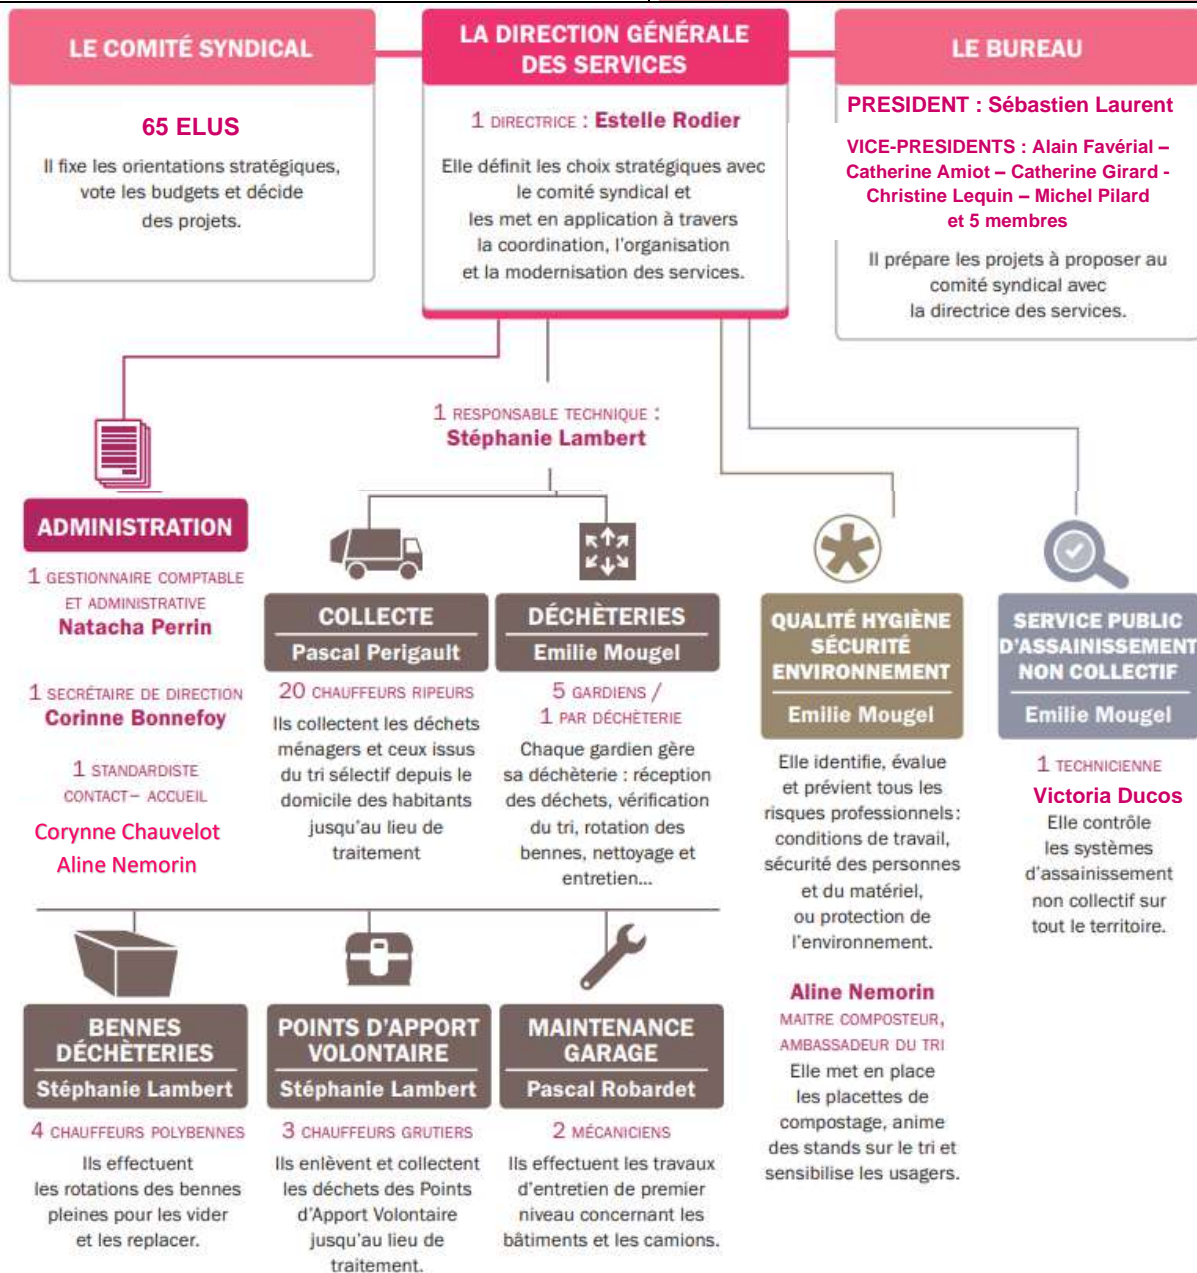 LE COMITÉ SYNDICAL
65 ELUS
Il fixe les orientations stratégiques,
vote les budgets et décide
des projets.
LA DIRECTION GÉNÉRALE
DES SERVICES
1 DIRECTRICE : Estelle Rodier
Elle définit les choix stratégiques avec
le comité syndical et
les met en application à travers
la coordination, l'organisation
et la modernisation des services.
LE BUREAU
PRESIDENT : Sébastien Laurent
VICE-PRESIDENTS : Alain Favérial –
Catherine Amiot – Catherine Girard -
Christine Lequin – Michel Pilard
et 5 membres
Il prépare les projets à proposer au
comité syndical avec
la directrice des services.
1 RESPONSABLE TECHNIQUE :
Stéphanie Lambert
ADMINISTRATION
1 GESTIONNAIRE COMPTABLE
ET ADMINISTRATIVE
Natacha Perrin
1 SECRÉTAIRE DE DIRECTION
Corinne Bonnefoy
1 STANDARDISTE
CONTACT– ACCUEIL
Corynne Chauvelot
Aline Nemorin
COLLECTE
Pascal Perigault
20 CHAUFFEURS RIPEURS
Ils collectent les déchets
ménagers et ceux issus
du tri sélectif depuis le
domicile des habitants
jusqu'au lieu de
traitement
DÉCHÈTERIES
Emilie Mougel
5 GARDIENS /
1 PAR DÉCHÈTERIE
Chaque gardien gère
sa déchèterie : réception
des déchets, vérification
du tri, rotation des
bennes, nettoyage et
entretien...
QUALITÉ HYGIÈNE
SÉCURITÉ
ENVIRONNEMENT
Emilie Mougel
Elle identifie, évalue
et prévient tous les
risques professionnels:
conditions de travail,
sécurité des personnes
et du matériel,
ou protection de
l'environnement.
Aline Nemorin
MAITRE COMPOSTEUR,
AMBASSADEUR DU TRI
Elle met en place
les placettes de
compostage, anime
des stands sur le tri et
sensibilise les usagers.
SERVICE PUBLIC
D'ASSAINISSEMENT
NON COLLECTIF
Emilie Mougel
1 TECHNICIENNE
Victoria Ducos
Elle contrôle
les systèmes
d'assainissement
non collectif sur
tout le territoire.
BENNES
DÉCHÈTERIES
Stéphanie Lambert
4 CHAUFFEURS POLYBENNES
Ils effectuent
les rotations des bennes
pleines pour les vider
et les replacer.
POINTS D'APPORT
VOLONTAIRE
Stéphanie Lambert
3 CHAUFFEURS GRUTIERS
Ils enlèvent et collectent
les déchets des Points
d'Apport Volontaire
jusqu'au lieu de
traitement.
MAINTENANCE
GARAGE
Pascal Robardet
2 MÉCANICIENS
Ils effectuent les travaux
d'entretien de premier
niveau concernant les
bâtiments et les camions.